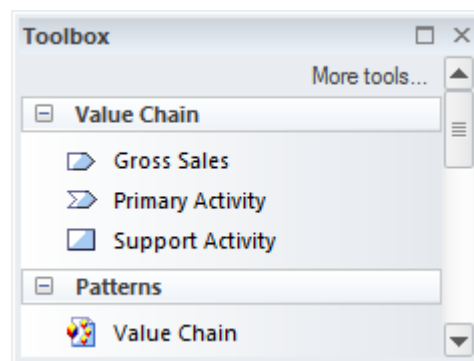 Toolbox
More tools...
Value Chain
Gross Sales
Primary Activity
Support Activity
Patterns
Value Chain